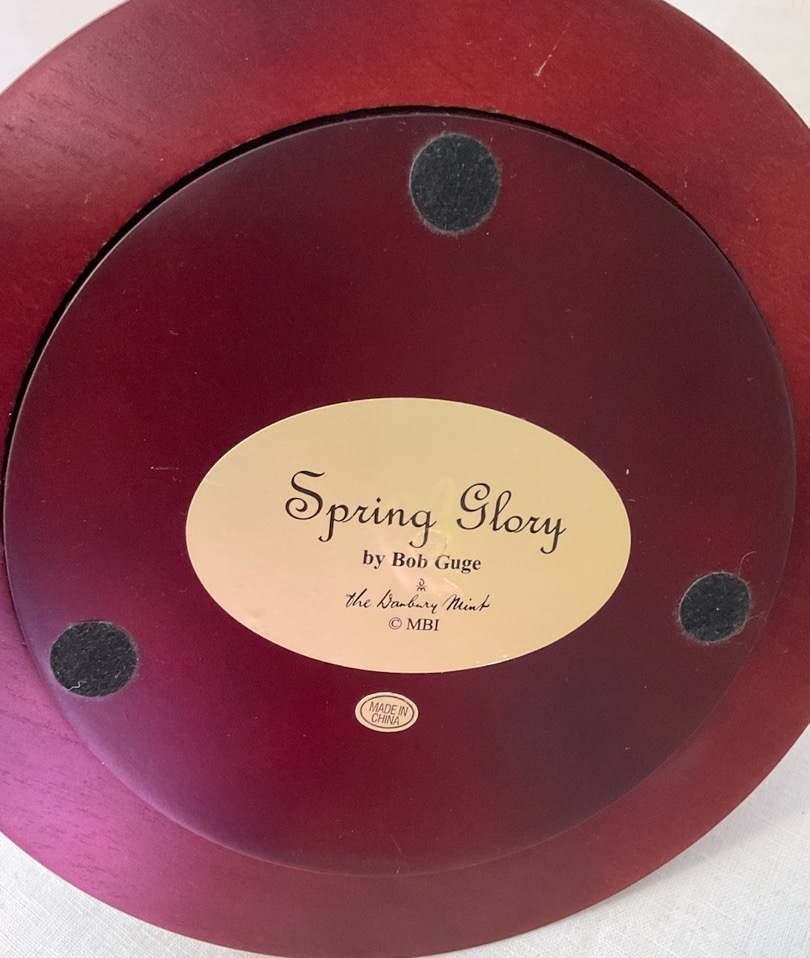 Spring Glory
by Bob Guge
the Danbury Mint
© MBI
MADE IN
CHINA